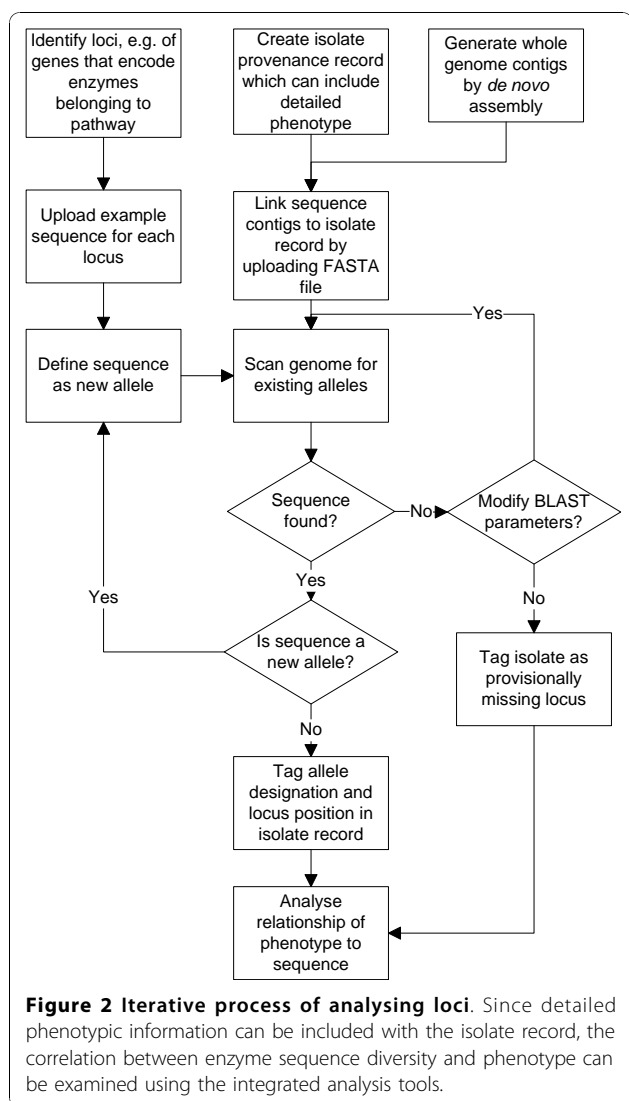 Identify loci, e.g. of
genes that encode
enzymes
belonging to
pathway
Create isolate
provenance record
which can include
detailed
phenotype
Generate whole
genome contigs
by de novo
assembly
Upload example
sequence for each
locus
Link sequence
contigs to isolate
record by
uploading FASTA
file
Yes
Define sequence
as new allele
Scan genome for
existing alleles
Sequence
found?
No
Modify BLAST
parameters?
Yes
Yes
No
Is sequence a
new allele?
Tag isolate as
provisionally
missing locus
No
Tag allele
designation and
locus position in
isolate record
Analyse
relationship of
phenotype to
sequence
Figure 2 Iterative process of analysing loci. Since detailed
phenotypic information can be included with the isolate record, the
correlation between enzyme sequence diversity and phenotype can
be examined using the integrated analysis tools.